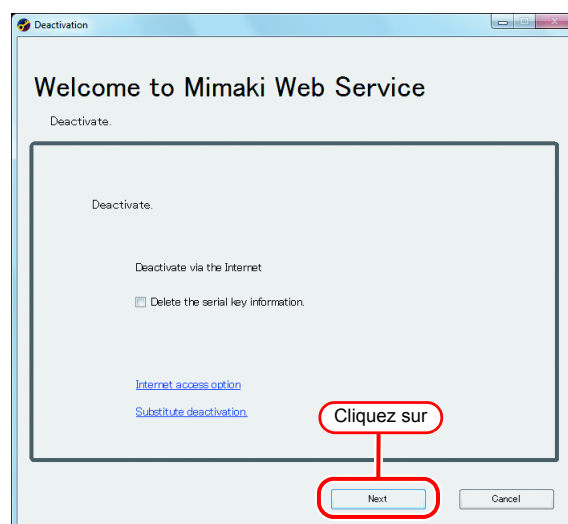 Deactivation
Welcome to Mimaki Web Service
Deactivate.
Deactivate.
Deactivate via the Internet
Delete the serial key information.
Internet access option
Substitute deactivation.
Cliquez sur
Next
Cancel